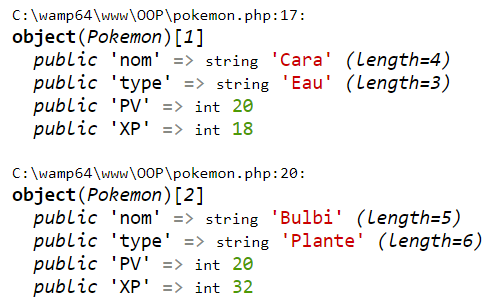 C:\wamp64\www\OOP\pokemon.php:17:
object(Pokemon)[1]
public 'nom' => string 'Cara' (length=4)
public 'type' => string 'Eau' (length=3)
public 'PV' => int 20
public 'XP' => int 18
C:\wamp64\www\OOP\pokemon.php:20:
object(Pokemon)[2]
public 'nom' => string 'Bulbi' (length=5)
public 'type' => string 'Plante' (length=6)
public 'PV' => int 20
public 'XP' => int 32